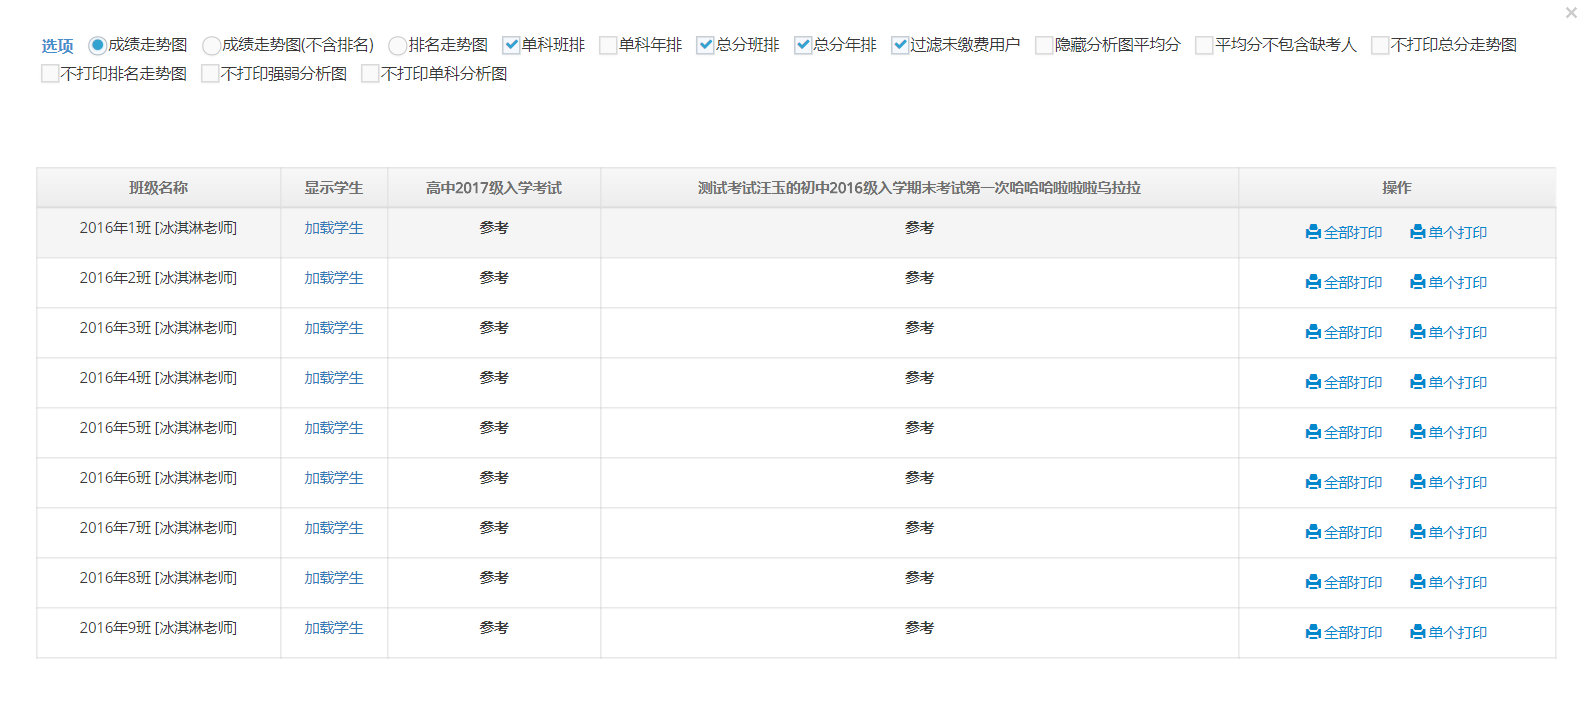 选项 成绩走势图 成绩走势图(不含排名) 排名走势图 单科班排 单科年排 总分班排 总分年排 过滤未缴费用户 隐藏分析图平均分 平均分不包含缺考人 不打印总分走势图
不打印排名走势图 不打印强弱分析图 不打印单科分析图
班级名称 显示学生 高中2017级入学考试 测试考试汪玉的初中2016级入学期末考试第一次哈哈哈啦啦啦乌拉拉 操作
2016年1班 [冰淇淋老师] 加载学生 参考 参考 全部打印 单个打印
2016年2班 [冰淇淋老师] 加载学生 参考 参考 全部打印 单个打印
2016年3班 [冰淇淋老师] 加载学生 参考 参考 全部打印 单个打印
2016年4班 [冰淇淋老师] 加载学生 参考 参考 全部打印 单个打印
2016年5班 [冰淇淋老师] 加载学生 参考 参考 全部打印 单个打印
2016年6班 [冰淇淋老师] 加载学生 参考 参考 全部打印 单个打印
2016年7班 [冰淇淋老师] 加载学生 参考 参考 全部打印 单个打印
2016年8班 [冰淇淋老师] 加载学生 参考 参考 全部打印 单个打印
2016年9班 [冰淇淋老师] 加载学生 参考 参考 全部打印 单个打印